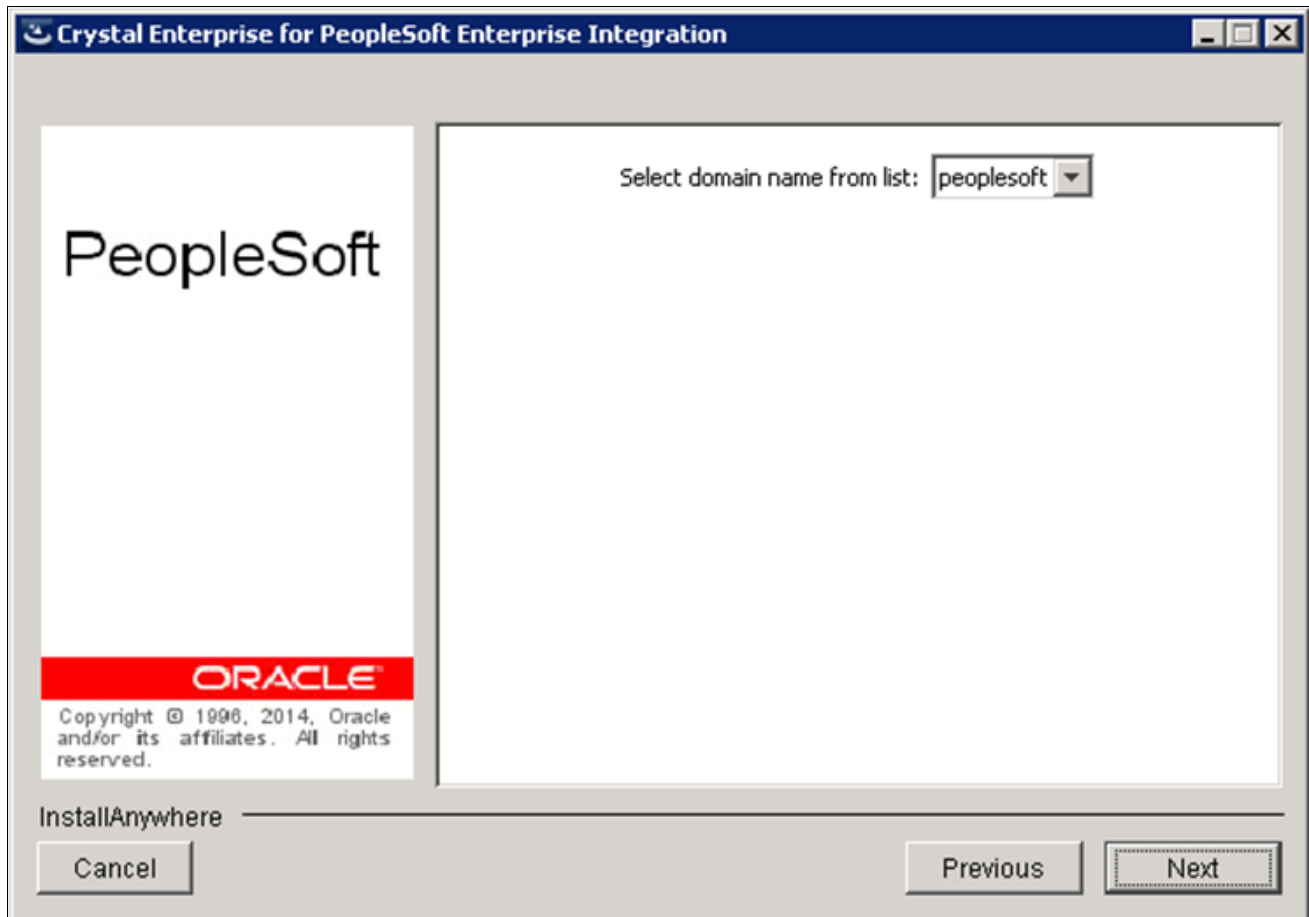 Crystal Enterprise for PeopleSoft Enterprise Integration
Select domain name from list: peoplesoft
PeopleSoft
ORACLE
Copyright © 1996, 2014, Oracle
and/or its affiliates. All rights
reserved.
InstallAnywhere
Cancel Previous Next